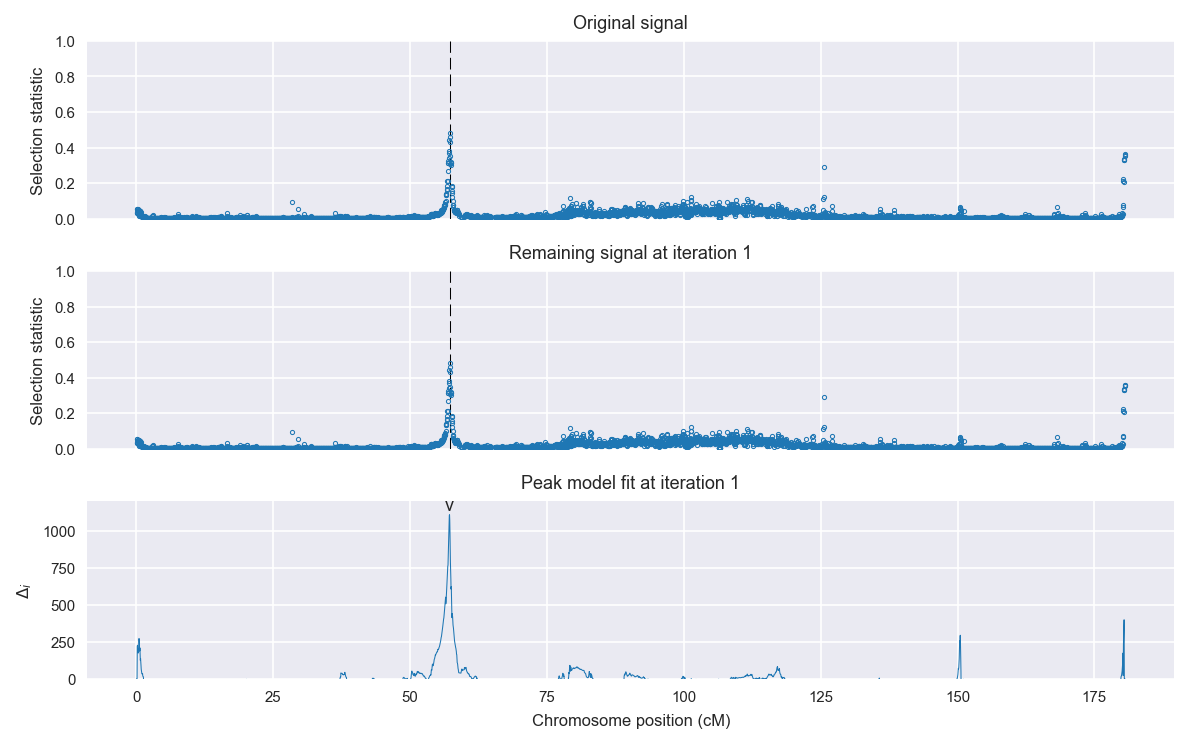 Original signal
1.0
0.8
0.6
0.4
0.2
0.0
Selection statistic
Remaining signal at iteration 1
1.0
0.8
0.6
0.4
0.2
0.0
Selection statistic
Peak model fit at iteration 1
v
1000
750
500
250
0
Δi
0 25 50 75 100 125 150 175
Chromosome position (cM)